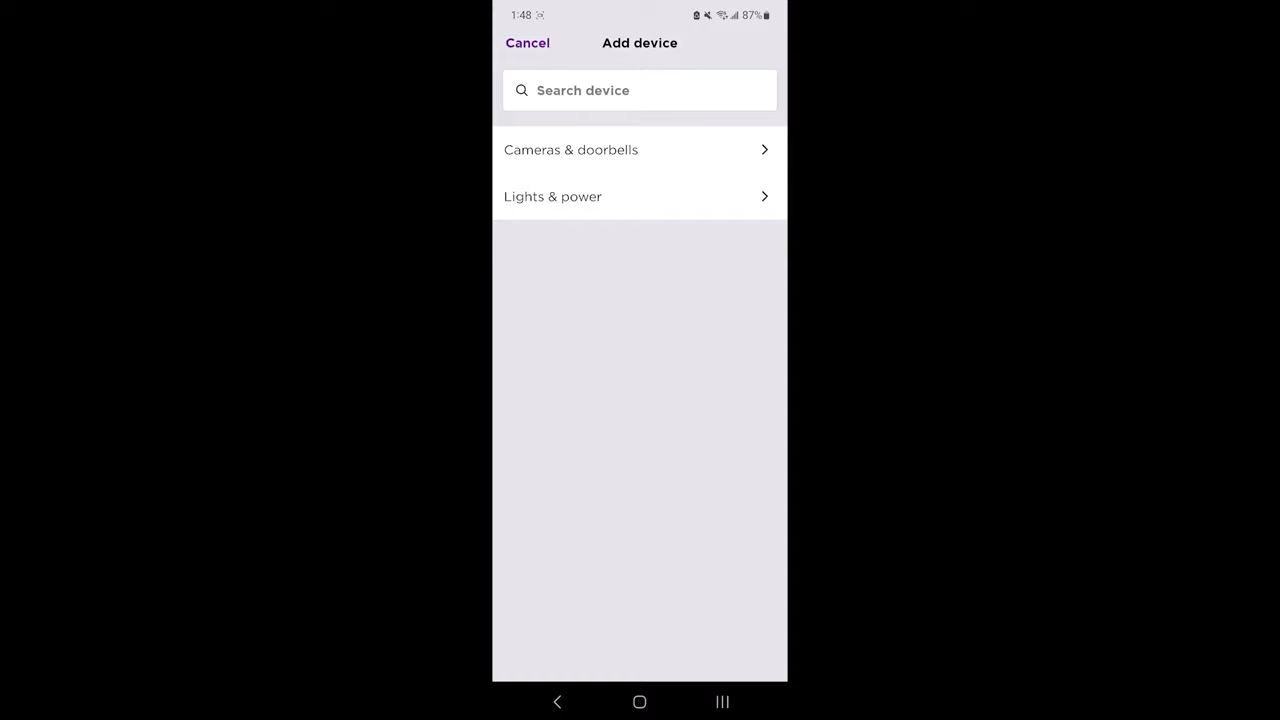 1:48 87%
Cancel Add device
Search device
Cameras & doorbells
Lights & power